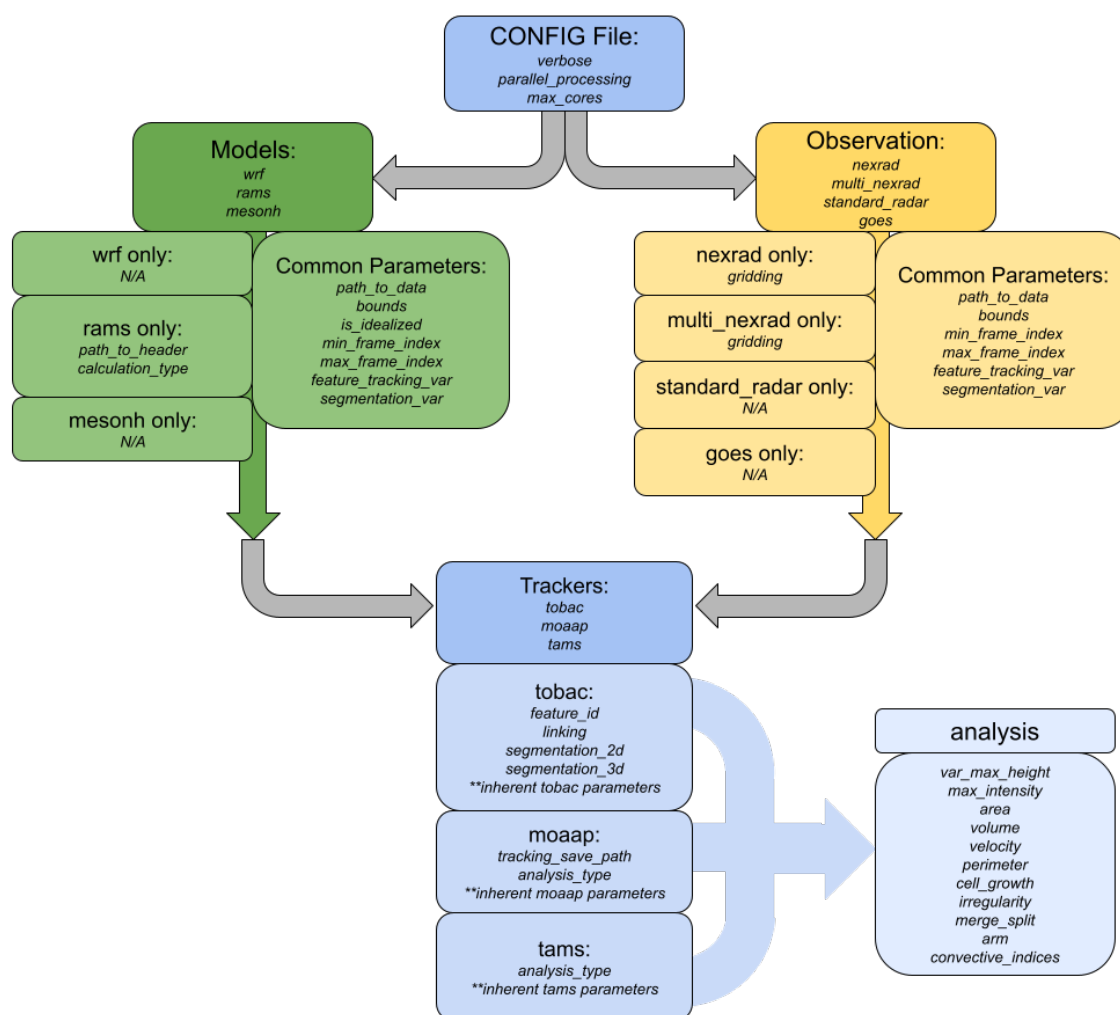 CONFIG File:
verbose
parallel_processing
max_cores
Models:
wrf
rams
mesonh
wrf only:
N/A
rams only:
path_to_header
calculation_type
mesonh only:
N/A
Common Parameters:
path_to_data
bounds
is_idealized
min_frame_index
max_frame_index
feature_tracking_var
segmentation_var
Observation:
nexrad
multi_nexrad
standard_radar
goes
nexrad only:
gridding
multi_nexrad only:
gridding
standard_radar only:
N/A
goes only:
N/A
Common Parameters:
path_to_data
bounds
min_frame_index
max_frame_index
feature_tracking_var
segmentation_var
Trackers:
tobac
moaap
tams
tobac:
feature_id
linking
segmentation_2d
segmentation_3d
**inherent tobac parameters
moaap:
tracking_save_path
analysis_type
**inherent moaap parameters
tams:
analysis_type
**inherent tams parameters
analysis
var_max_height
max_intensity
area
volume
velocity
perimeter
cell_growth
irregularity
merge_split
arm
convective_indices